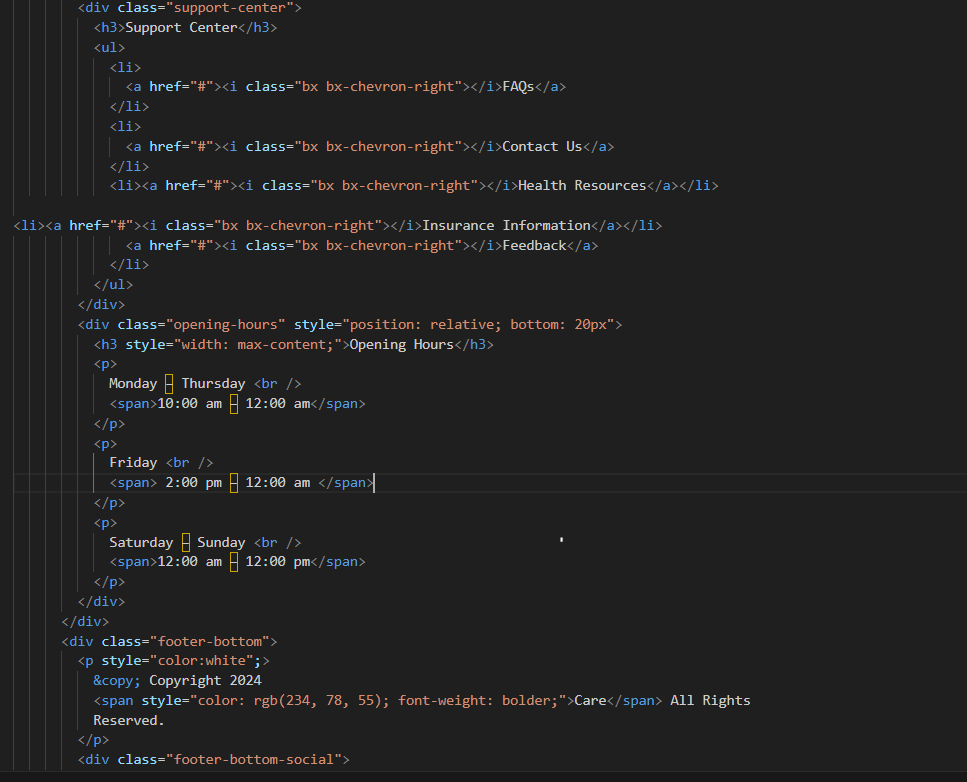 <div class="support-center">
<h3>Support Center</h3>
<ul>
<li>
<a href="#"><i class="bx bx-chevron-right"></i>FAQs</a>
</li>
<li>
<a href="#"><i class="bx bx-chevron-right"></i>Contact Us</a>
</li>
<li><a href="#"><i class="bx bx-chevron-right"></i>Health Resources</a></li>
<li><a href="#"><i class="bx bx-chevron-right"></i>Insurance Information</a></li>
<a href="#"><i class="bx bx-chevron-right"></i>Feedback</a>
</li>
</ul>
</div>
<div class="opening-hours" style="position: relative; bottom: 20px">
<h3 style="width: max-content;">Opening Hours</h3>
<p>
Monday – Thursday <br />
<span>10:00 am – 12:00 am</span>
</p>
<p>
Friday <br />
<span> 2:00 pm – 12:00 am </span>
</p>
<p>
Saturday – Sunday <br />
<span>12:00 am – 12:00 pm</span>
</p>
</div>
</div>
<div class="footer-bottom">
<p style="color:white";>
&copy; Copyright 2024
<span style="color: rgb(234, 78, 55); font-weight: bolder;">Care</span> All Rights
Reserved.
</p>
<div class="footer-bottom-social">